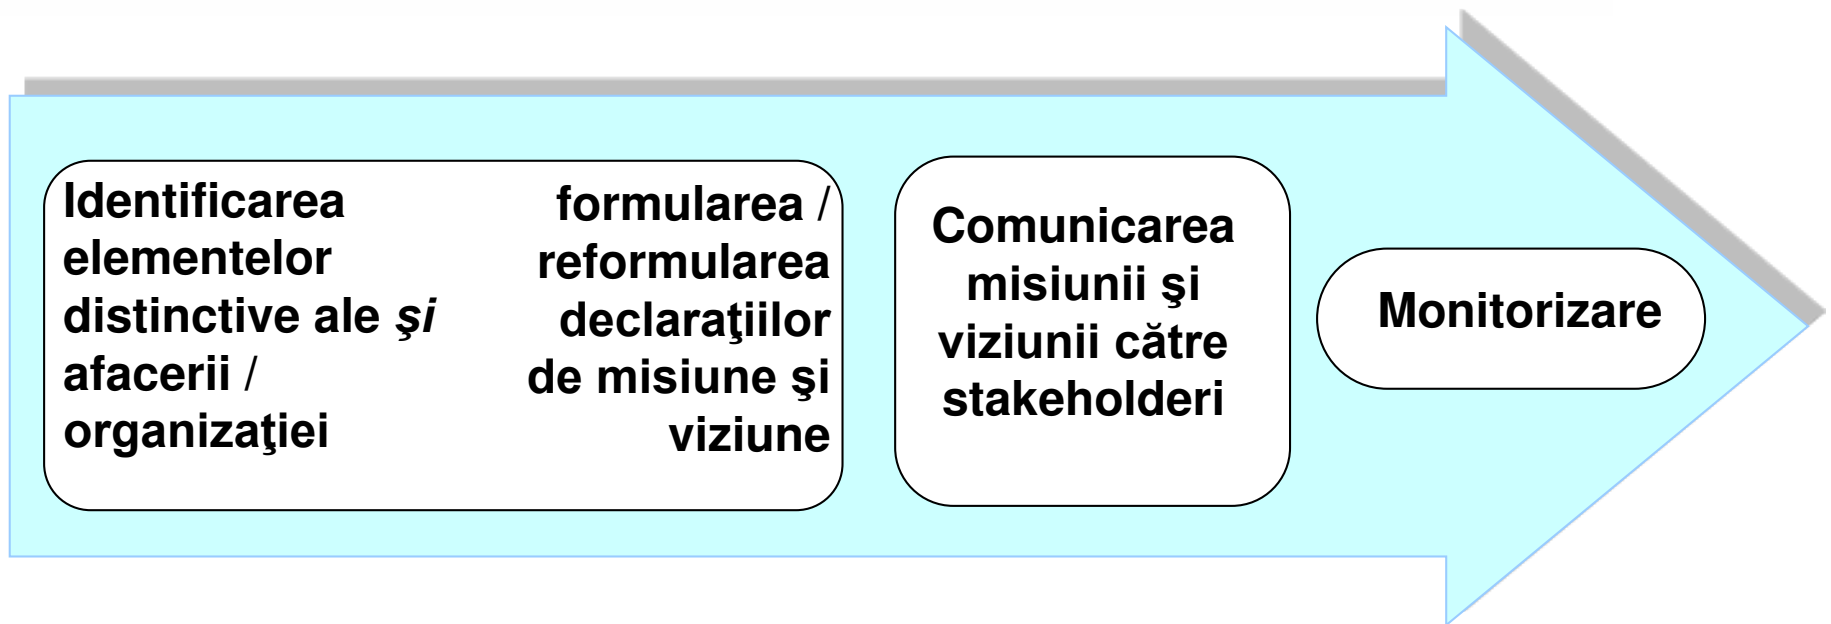 Identificarea
elementelor
distinctive ale şi
afacerii /
organizaţiei
formularea /
reformularea
declaraţiilor
de misiune şi
viziune
Comunicarea
misiunii şi
viziunii către
stakeholderi
Monitorizare